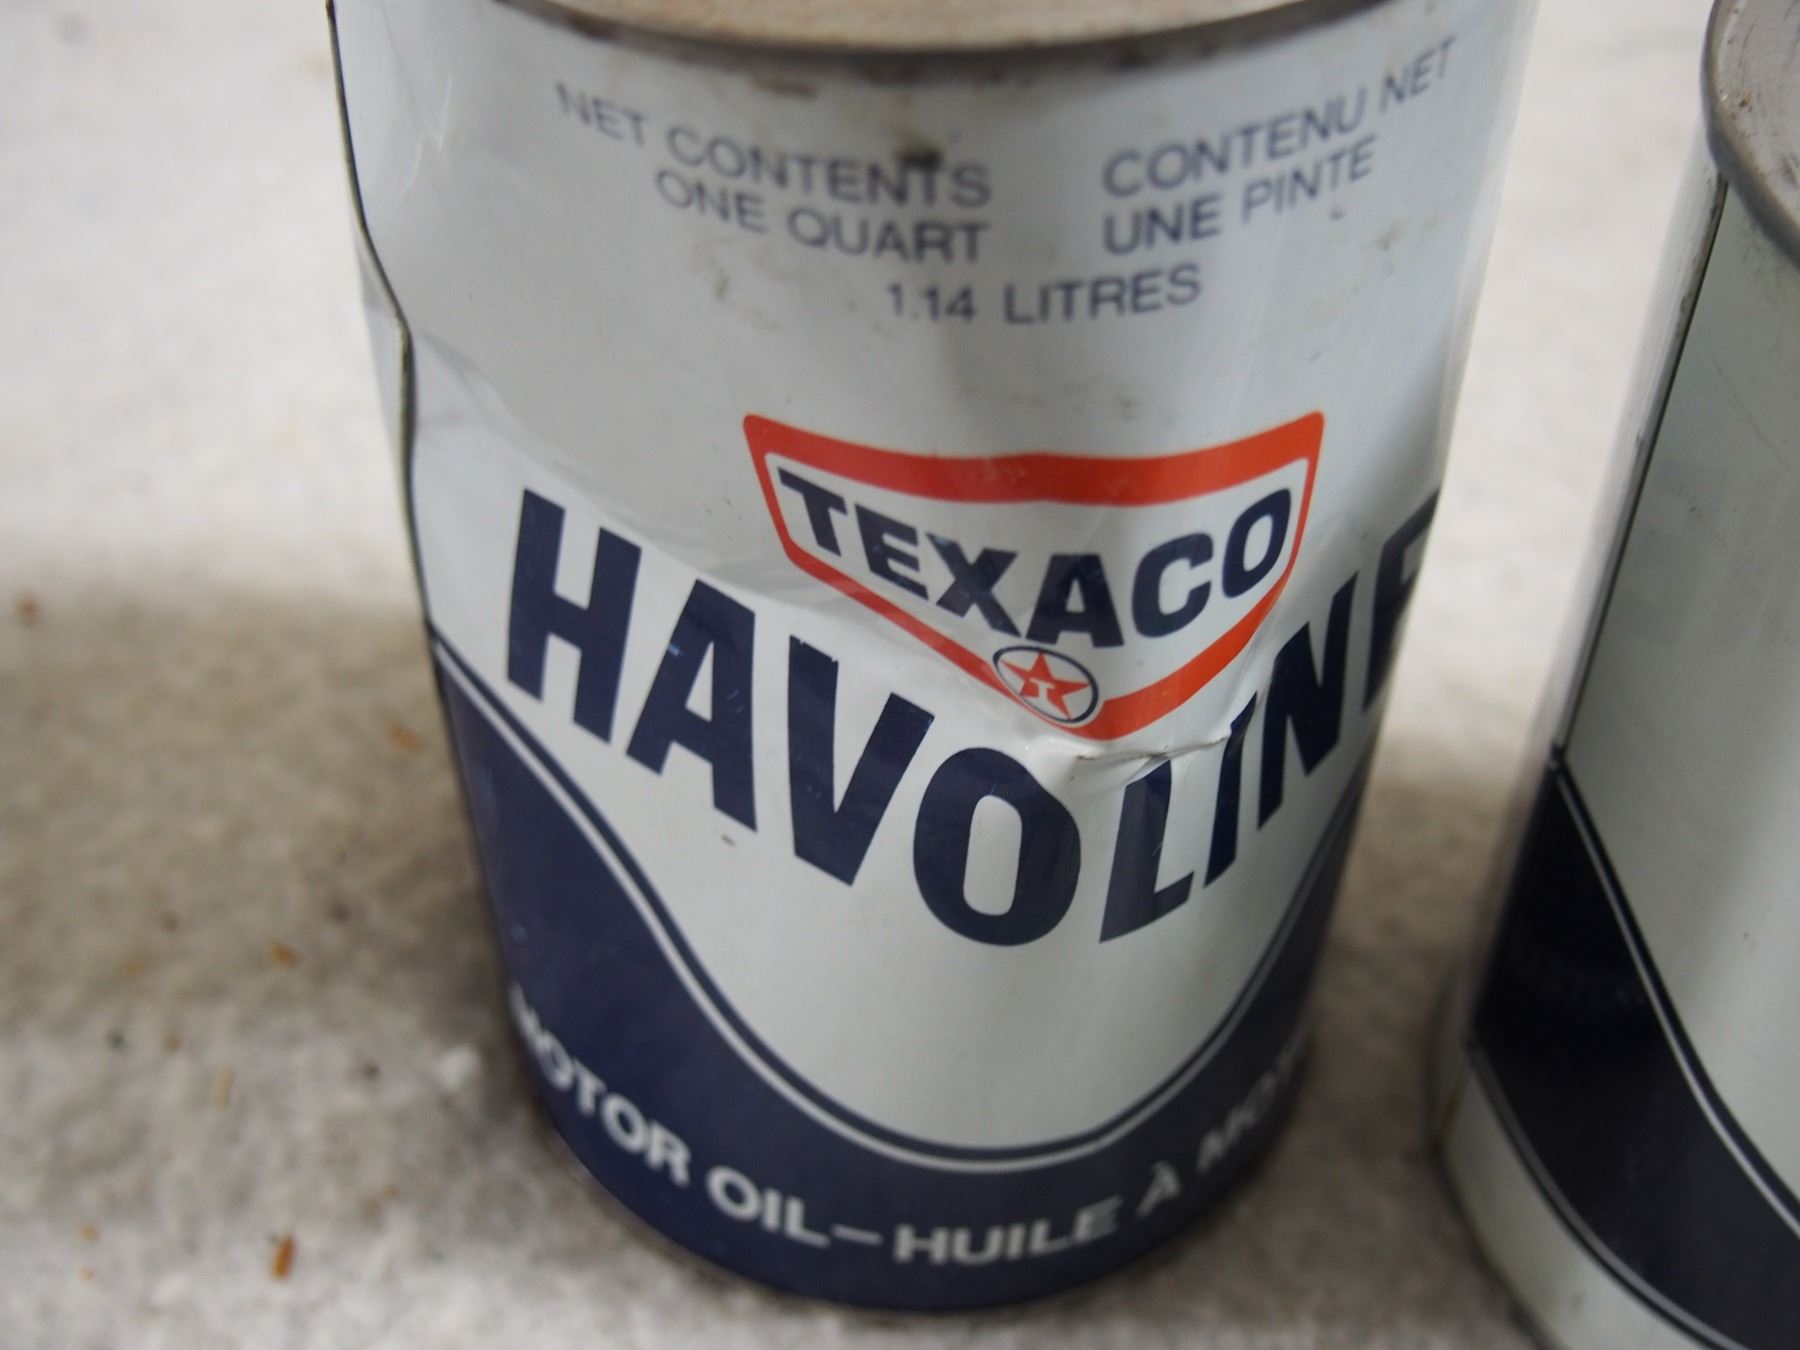 NET CONTENTS
ONE QUART
CONTENU NET
UNE PINTE
1.14 LITRES
TEXACO
T
HAVOLINE
MOTOR OIL – HUILE À